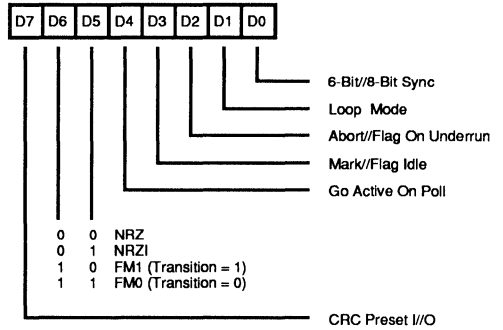 D7 D6 D5 D4 D3 D2 D1 D0
6-Bit//8-Bit Sync
Loop Mode
Abort//Flag On Underrun
Mark//Flag Idle
Go Active On Poll
0 0 NRZ
0 1 NRZI
1 0 FM1 (Transition = 1)
1 1 FM0 (Transition = 0)
CRC Preset I//O